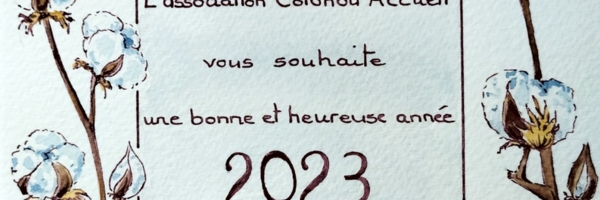 L'association Cotonou Accueil
vous souhaite
une bonne et heureuse année
2023